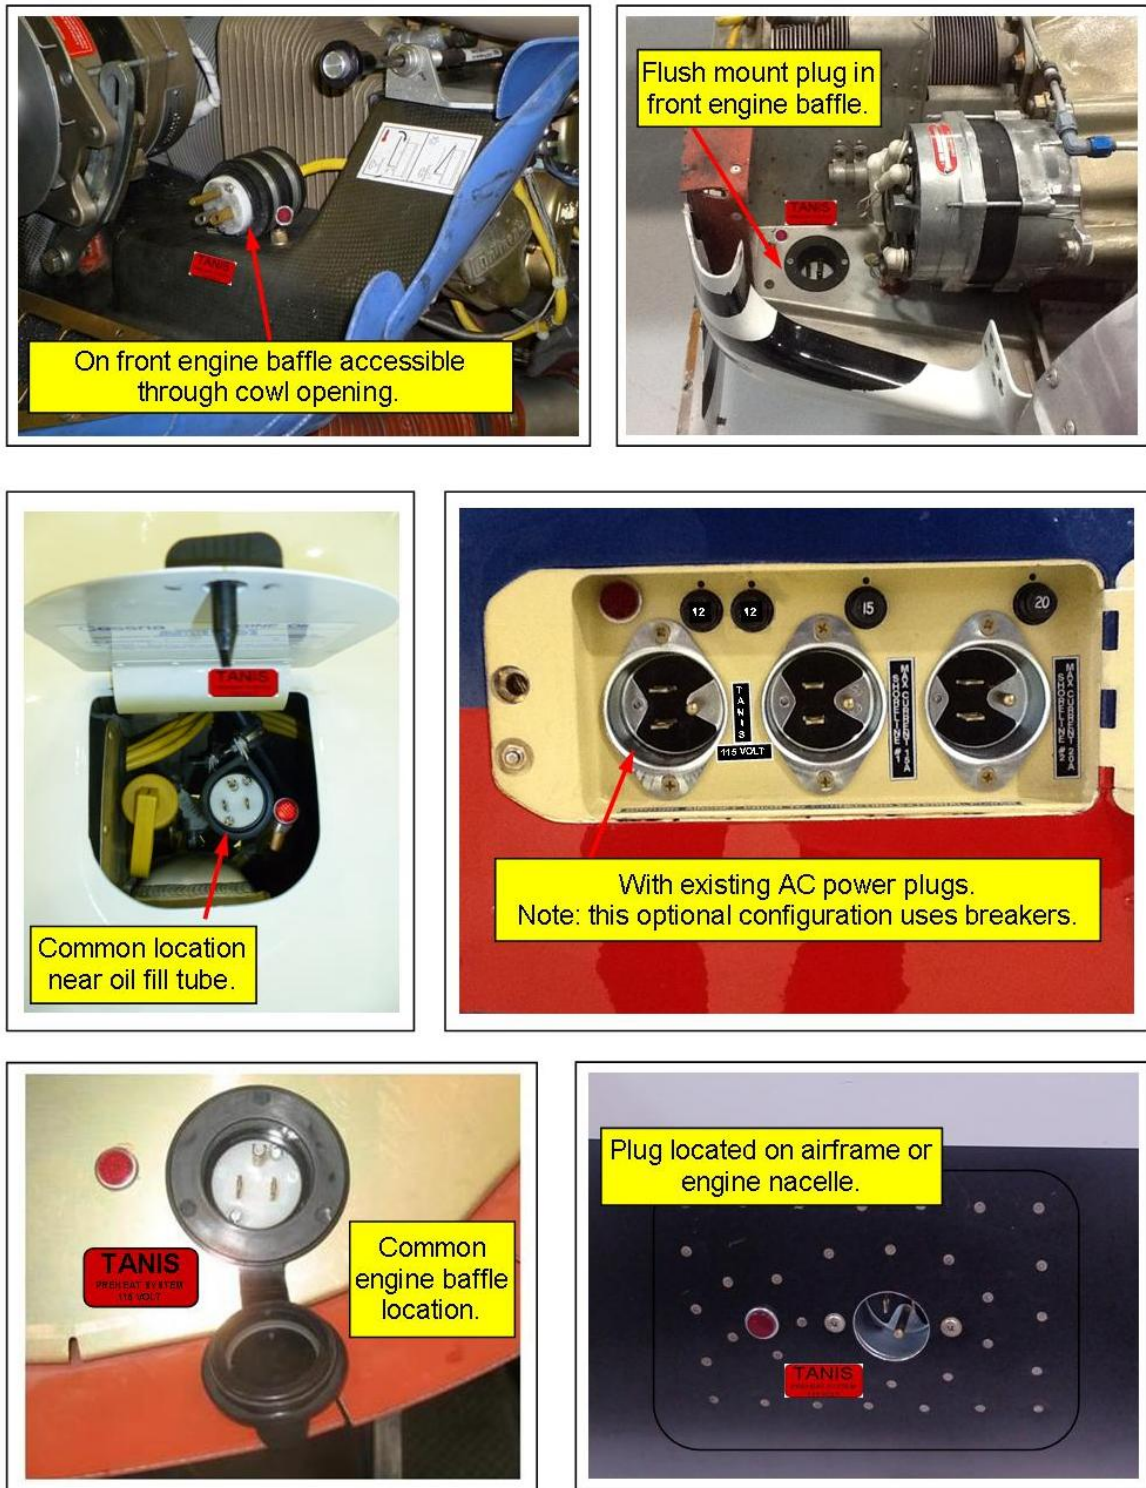 TANIS
On front engine baffle accessible
through cowl opening.
Flush mount plug in
front engine baffle.
TANIS
TANIS
Common location
near oil fill tube.
12
12
15
20
TANIS
115 VOLT
MAX CURRENT 15A
SHORELINE #1
MAX CURRENT 20A
SHORELINE #2
With existing AC power plugs.
Note: this optional configuration uses breakers.
TANIS
PREHEAT SYSTEM
115 VOLT
Common
engine baffle
location.
Plug located on airframe or
engine nacelle.
TANIS
PREHEAT SYSTEM